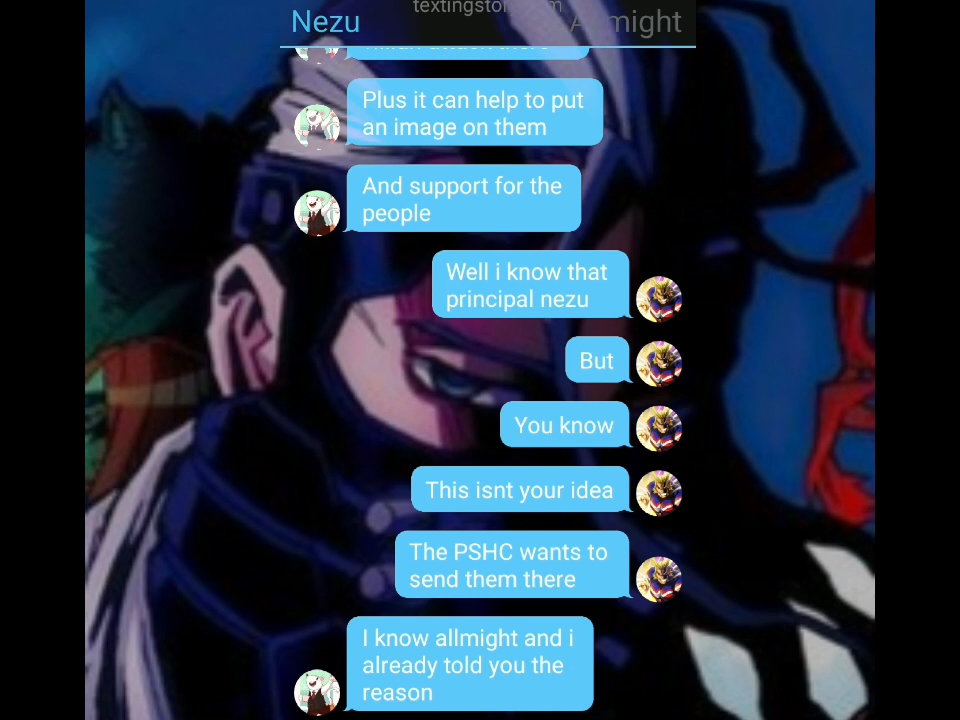 Nezu
Plus it can help to put
an image on them
And support for the
people
Well i know that
principal nezu
But
You know
This isnt your idea
The PSHC wants to
send them there
I know allmight and i
already told you the
reason